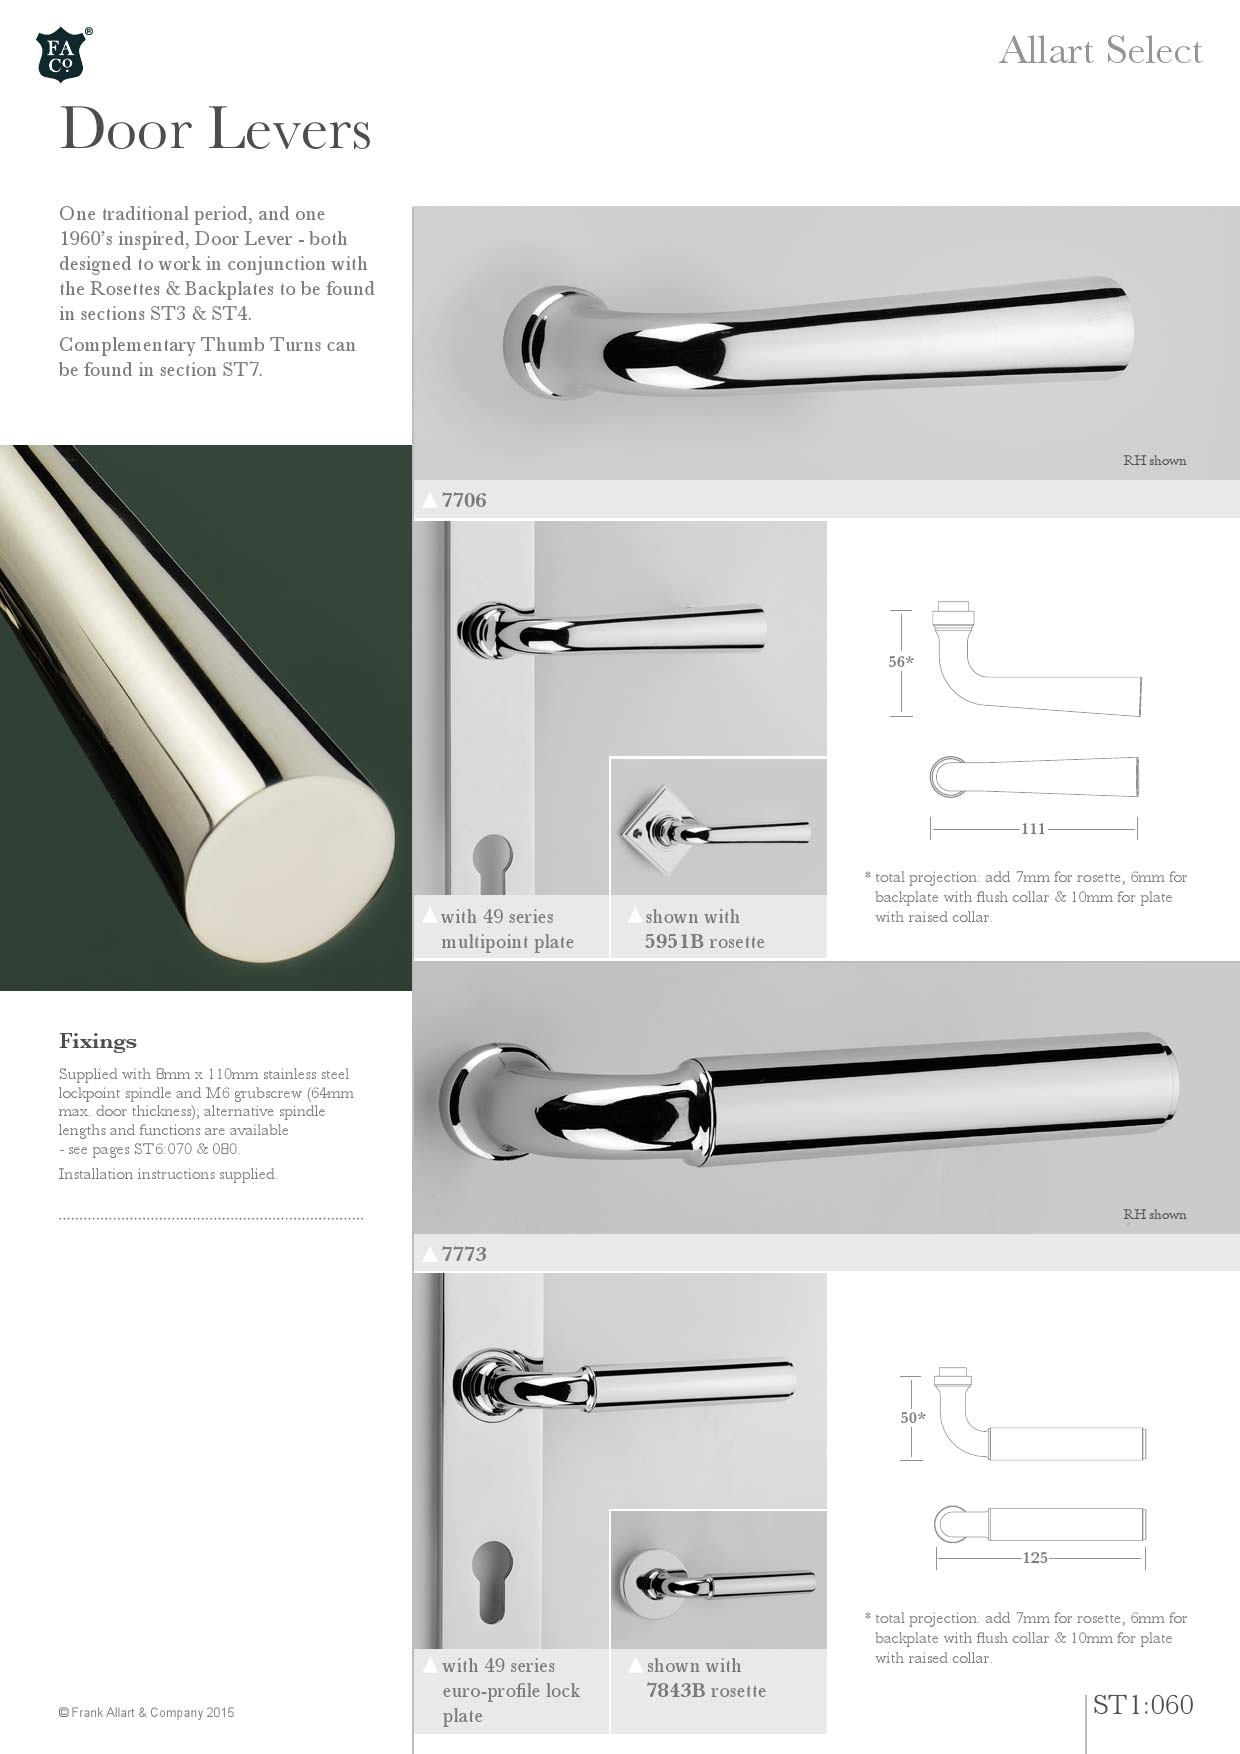 FA
Co.
®
Allart Select
Door Levers
One traditional period, and one
1960's inspired, Door Lever - both
designed to work in conjunction with
the Rosettes & Backplates to be found
in sections ST3 & ST4.
Complementary Thumb Turns can
be found in section ST7.
RH shown
7706
56*
111
* total projection: add 7mm for rosette, 6mm for
backplate with flush collar & 10mm for plate
with raised collar.
with 49 series
multipoint plate
shown with
5951B rosette
Fixings
Supplied with 8mm x 110mm stainless steel
lockpoint spindle and M6 grubscrew (64mm
max. door thickness); alternative spindle
lengths and functions are available
- see pages ST6:070 & 080.
Installation instructions supplied.
RH shown
7773
50*
125
* total projection: add 7mm for rosette, 6mm for
backplate with flush collar & 10mm for plate
with raised collar.
with 49 series
euro-profile lock
plate
shown with
7843B rosette
© Frank Allart & Company 2015
ST1:060